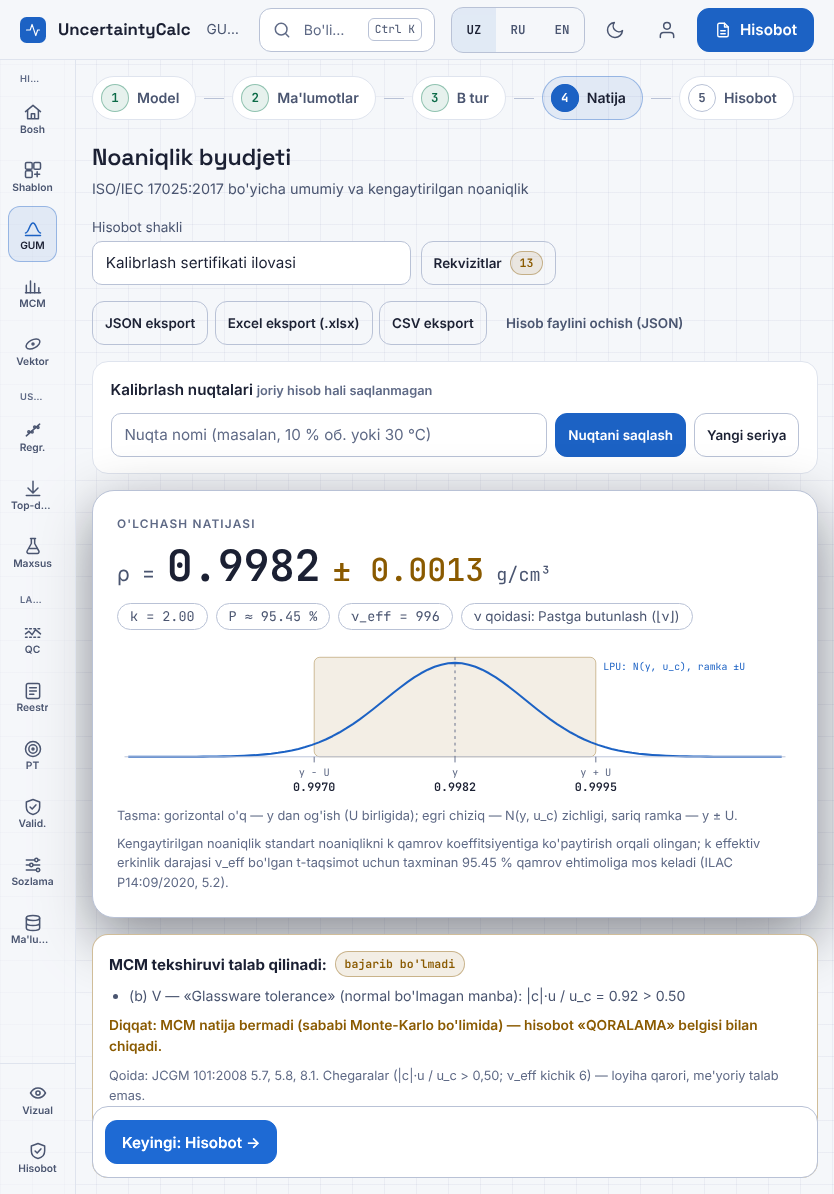 UncertaintyCalc
GU...
Bo'li...
Ctrl K
UZ
RU
EN
Hisobot
HI...
Bosh
Shablon
GUM
MCM
Vektor
US...
Regr.
Top-d...
Maxsus
LA...
QC
Reestr
PT
Valid.
Sozlama
Ma'lu...
Vizual
Hisobot
1 Model
2 Ma'lumotlar
3 B tur
4 Natija
5 Hisobot
Noaniqlik byudjeti
ISO/IEC 17025:2017 bo'yicha umumiy va kengaytirilgan noaniqlik
Hisobot shakli
Kalibrlash sertifikati ilovasi
Rekvizitlar 13
JSON eksport
Excel eksport (.xlsx)
CSV eksport
Hisob faylini ochish (JSON)
Kalibrlash nuqtalari joriy hisob hali saqlanmagan
Nuqta nomi (masalan, 10 % об. yoki 30 °C)
Nuqtani saqlash
Yangi seriya
O'LCHASH NATIJASI
ρ = 0.9982 ± 0.0013 g/cm³
k = 2.00
P ≈ 95.45 %
ν_eff = 996
ν qoidasi: Pastga butunlash (⌊ν⌋)
LPU: N(y, u_c), ramka ±U
y - U
y
y + U
0.9970
0.9982
0.9995
Tasma: gorizontal o'q — y dan og'ish (U birligida); egri chiziq — N(y, u_c) zichligi, sariq ramka — y ± U.
Kengaytirilgan noaniqlik standart noaniqlikni k qamrov koeffitsiyentiga ko'paytirish orqali olingan; k effektiv
erkinlik darajasi ν_eff bo'lgan t-taqsimot uchun taxminan 95.45 % qamrov ehtimoliga mos keladi (ILAC
P14:09/2020, 5.2).
MCM tekshiruvi talab qilinadi: bajarib bo'lmadi
• (b) V — «Glassware tolerance» (normal bo'lmagan manba): |c|·u / u_c = 0.92 > 0.50
Diqqat: MCM natija bermadi (sababi Monte-Karlo bo'limida) — hisobot «QORALAMA» belgisi bilan
chiqadi.
Qoida: JCGM 101:2008 5.7, 5.8, 8.1. Chegaralar (|c|·u / u_c > 0,50; ν_eff kichik 6) — loyiha qarori, me'yoriy talab
emas.
Keyingi: Hisobot →